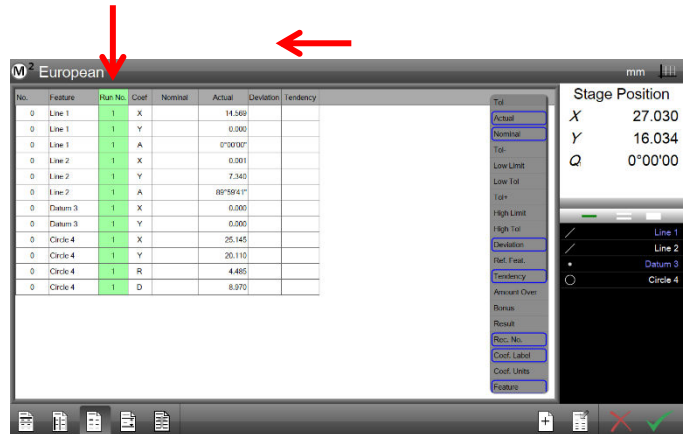 M² European mm
No. Feature Run No. Coef Nominal Actual Deviation Tendency
0 Line 1 1 X 14.569
0 Line 1 1 Y 0.000
0 Line 1 1 A 0°00'00"
0 Line 2 1 X 0.001
0 Line 2 1 Y 7.340
0 Line 2 1 A 89°59'41"
0 Datum 3 1 X 0.000
0 Datum 3 1 Y 0.000
0 Circle 4 1 X 25.145
0 Circle 4 1 Y 20.110
0 Circle 4 1 R 4.485
0 Circle 4 1 D 8.970
Tol
Actual
Nominal
Tol-
Low Limit
Low Tol
Tol+
High Limit
High Tol
Deviation
Ref. Feat.
Tendency
Amount Over
Bonus
Result
Rec. No.
Coef. Label
Coef. Units
Feature
Stage Position
X 27.030
Y 16.034
Q 0°00'00
Line 1
Line 2
Datum 3
Circle 4